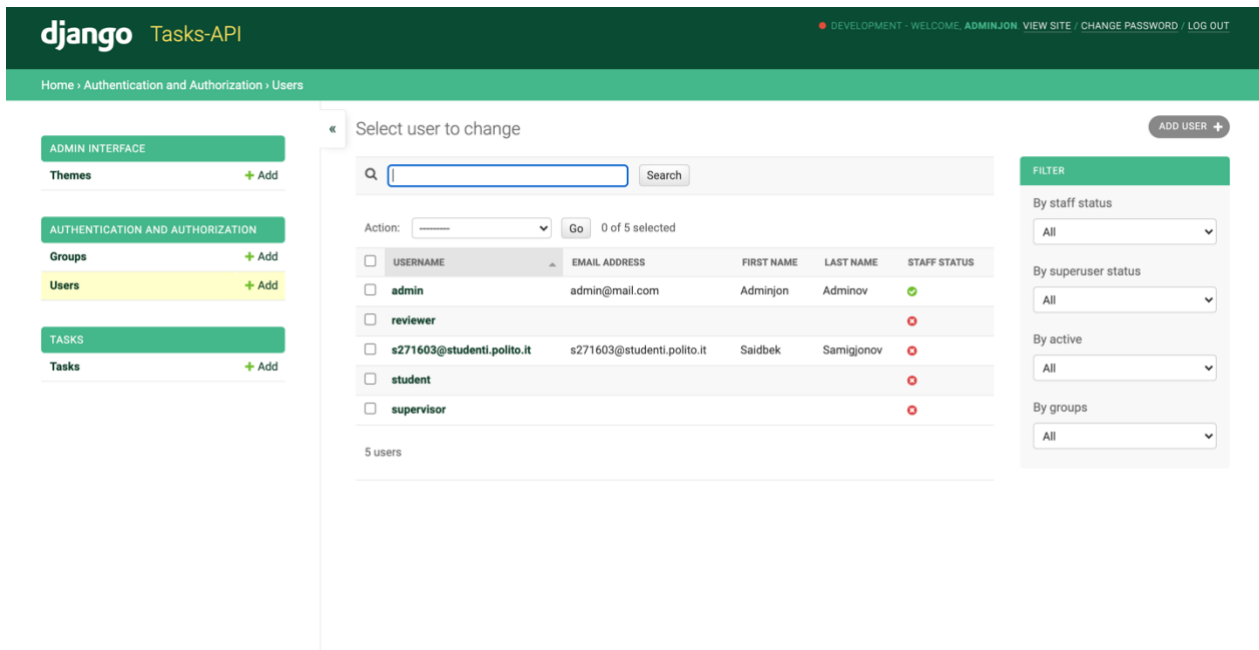 django Tasks-API
DEVELOPMENT - WELCOME, ADMINJON. VIEW SITE / CHANGE PASSWORD / LOG OUT
Home › Authentication and Authorization › Users
ADMIN INTERFACE
Themes + Add
AUTHENTICATION AND AUTHORIZATION
Groups + Add
Users + Add
TASKS
Tasks + Add
«
Select user to change
ADD USER +
Search
Action: --------- Go 0 of 5 selected
USERNAME EMAIL ADDRESS FIRST NAME LAST NAME STAFF STATUS
admin admin@mail.com Adminjon Adminov
reviewer
s271603@studenti.polito.it s271603@studenti.polito.it Saidbek Samigjonov
student
supervisor
5 users
FILTER
By staff status
All
By superuser status
All
By active
All
By groups
All